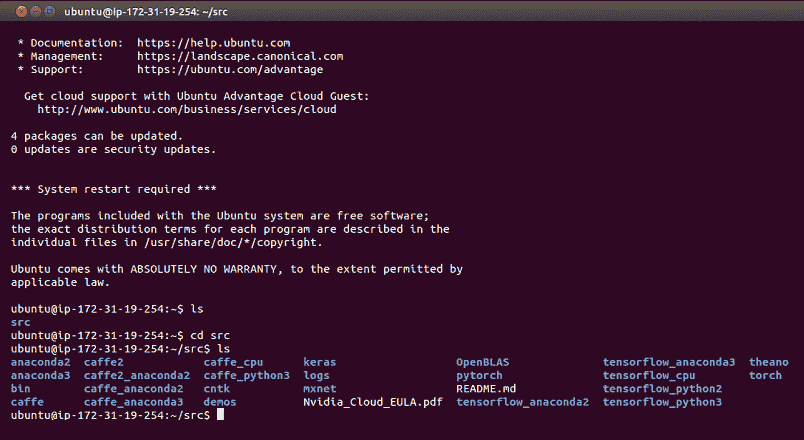 ubuntu@ip-172-31-19-254: ~/src
* Documentation:  https://help.ubuntu.com
* Management:     https://landscape.canonical.com
* Support:        https://ubuntu.com/advantage
Get cloud support with Ubuntu Advantage Cloud Guest:
http://www.ubuntu.com/business/services/cloud
4 packages can be updated.
0 updates are security updates.
*** System restart required ***
The programs included with the Ubuntu system are free software;
the exact distribution terms for each program are described in the
individual files in /usr/share/doc/*/copyright.
Ubuntu comes with ABSOLUTELY NO WARRANTY, to the extent permitted by
applicable law.
ubuntu@ip-172-31-19-254:~$ ls
src
ubuntu@ip-172-31-19-254:~$ cd src
ubuntu@ip-172-31-19-254:~/src$ ls
anaconda2  caffe2            caffe_cpu      keras                  OpenBLAS              tensorflow_anaconda3  theano
anaconda3  caffe2_anaconda2  caffe_python3  logs                   pytorch               tensorflow_cpu        torch
bin        caffe_anaconda2   cntk           mxnet                  README.md             tensorflow_python2
caffe      caffe_anaconda3   demos          Nvidia_Cloud_EULA.pdf  tensorflow_anaconda2  tensorflow_python3
ubuntu@ip-172-31-19-254:~/src$